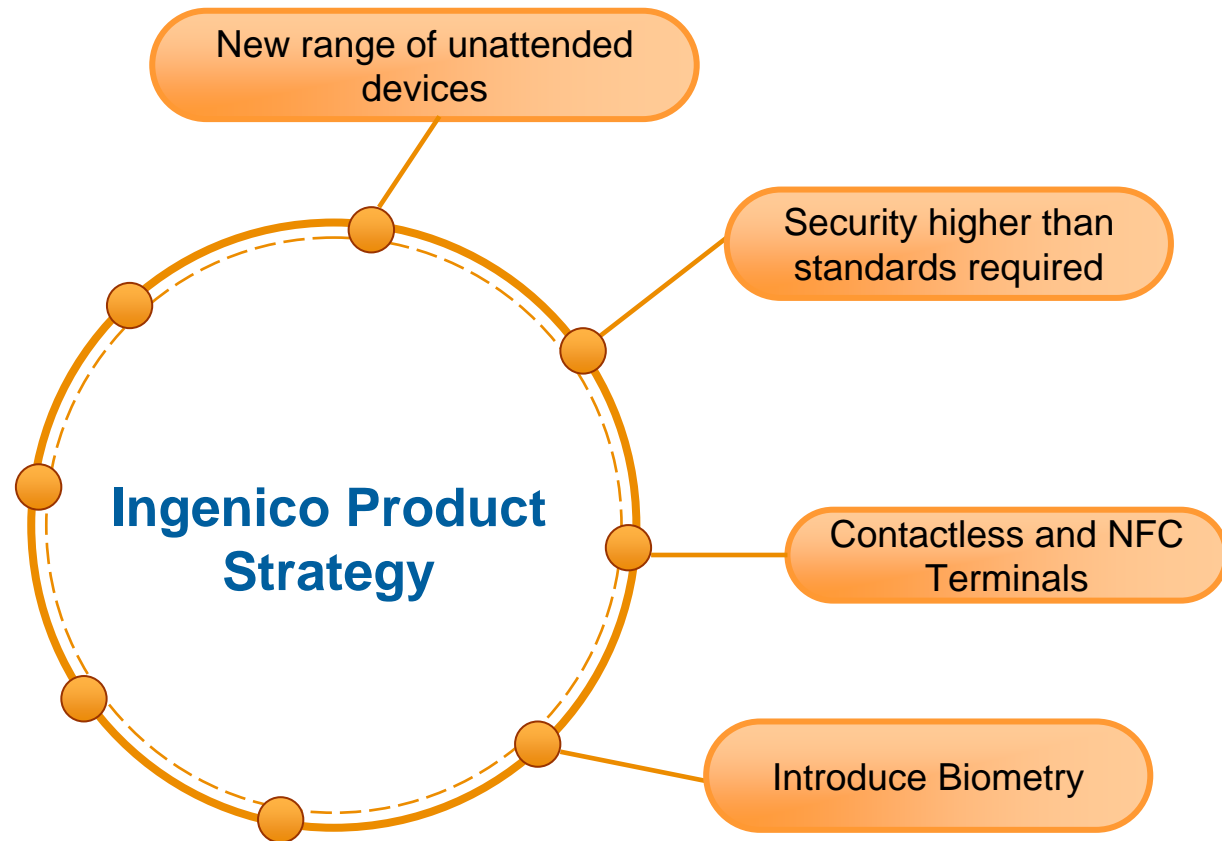 New range of unattended
devices
Security higher than
standards required
Ingenico Product
Strategy
Contactless and NFC
Terminals
Introduce Biometry